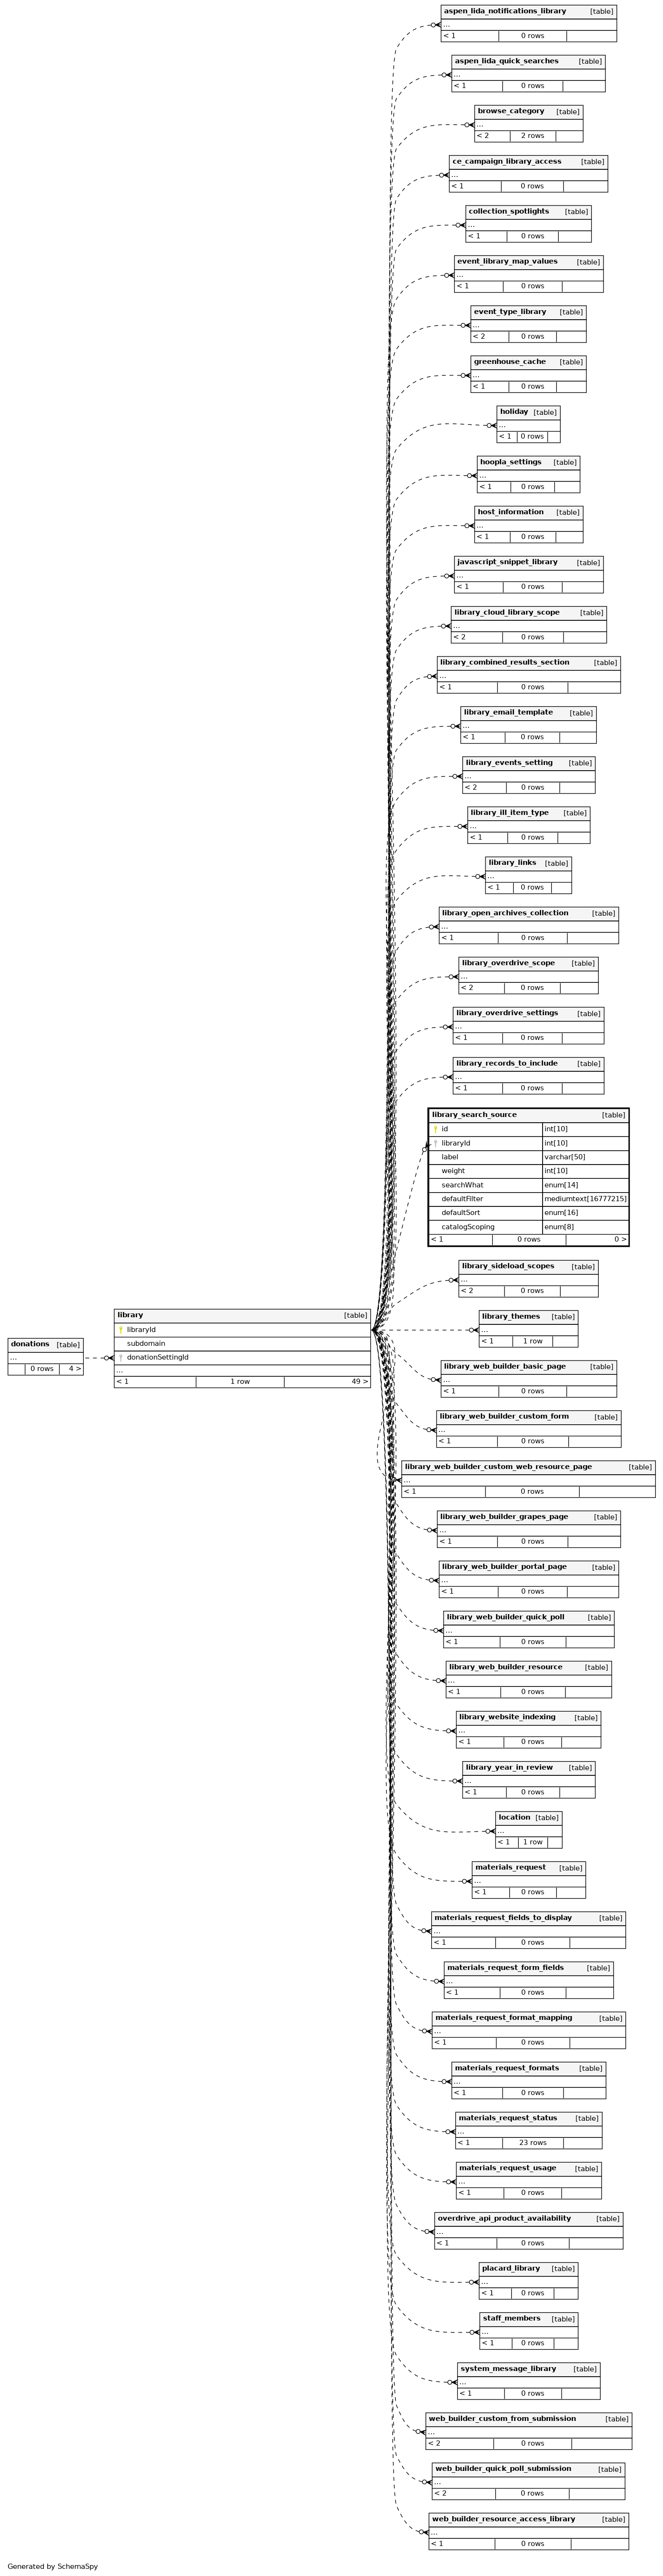 aspen_lida_notifications_library [table]
...
< 1 0 rows
aspen_lida_quick_searches [table]
...
< 1 0 rows
browse_category [table]
...
< 2 2 rows
ce_campaign_library_access [table]
...
< 1 0 rows
collection_spotlights [table]
...
< 1 0 rows
event_library_map_values [table]
...
< 1 0 rows
event_type_library [table]
...
< 2 0 rows
greenhouse_cache [table]
...
< 1 0 rows
holiday [table]
...
< 1 0 rows
hoopla_settings [table]
...
< 1 0 rows
host_information [table]
...
< 1 0 rows
javascript_snippet_library [table]
...
< 1 0 rows
library_cloud_library_scope [table]
...
< 2 0 rows
library_combined_results_section [table]
...
< 1 0 rows
library_email_template [table]
...
< 1 0 rows
library_events_setting [table]
...
< 2 0 rows
library_ill_item_type [table]
...
< 1 0 rows
library_links [table]
...
< 1 0 rows
library_open_archives_collection [table]
...
< 1 0 rows
library_overdrive_scope [table]
...
< 2 0 rows
library_overdrive_settings [table]
...
< 1 0 rows
library_records_to_include [table]
...
< 1 0 rows
library_search_source [table]
id int[10]
libraryId int[10]
label varchar[50]
weight int[10]
searchWhat enum[14]
defaultFilter mediumtext[16777215]
defaultSort enum[16]
catalogScoping enum[8]
< 1 0 rows 0 >
library_sideload_scopes [table]
...
< 2 0 rows
library_themes [table]
...
< 1 1 row
donations [table]
...
0 rows 4 >
library [table]
libraryId
subdomain
donationSettingId
...
< 1 1 row 49 >
library_web_builder_basic_page [table]
...
< 1 0 rows
library_web_builder_custom_form [table]
...
< 1 0 rows
library_web_builder_custom_web_resource_page [table]
...
< 1 0 rows
library_web_builder_grapes_page [table]
...
< 1 0 rows
library_web_builder_portal_page [table]
...
< 1 0 rows
library_web_builder_quick_poll [table]
...
< 1 0 rows
library_web_builder_resource [table]
...
< 1 0 rows
library_website_indexing [table]
...
< 1 0 rows
library_year_in_review [table]
...
< 1 0 rows
location [table]
...
< 1 1 row
materials_request [table]
...
< 1 0 rows
materials_request_fields_to_display [table]
...
< 1 0 rows
materials_request_form_fields [table]
...
< 1 0 rows
materials_request_format_mapping [table]
...
< 1 0 rows
materials_request_formats [table]
...
< 1 0 rows
materials_request_status [table]
...
< 1 23 rows
materials_request_usage [table]
...
< 1 0 rows
overdrive_api_product_availability [table]
...
< 1 0 rows
placard_library [table]
...
< 1 0 rows
staff_members [table]
...
< 1 0 rows
system_message_library [table]
...
< 1 0 rows
web_builder_custom_from_submission [table]
...
< 2 0 rows
web_builder_quick_poll_submission [table]
...
< 2 0 rows
web_builder_resource_access_library [table]
...
< 1 0 rows
Generated by SchemaSpy